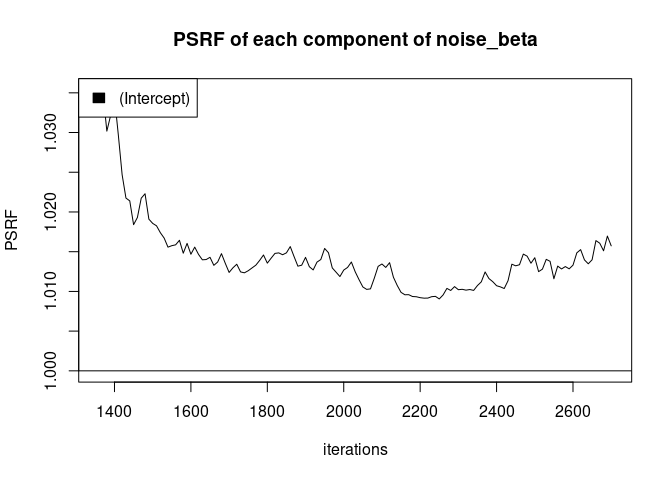 PSRF of each component of noise_beta
(Intercept)
PSRF
1.030
1.020
1.010
1.000
1400 1600 1800 2000 2200 2400 2600
iterations